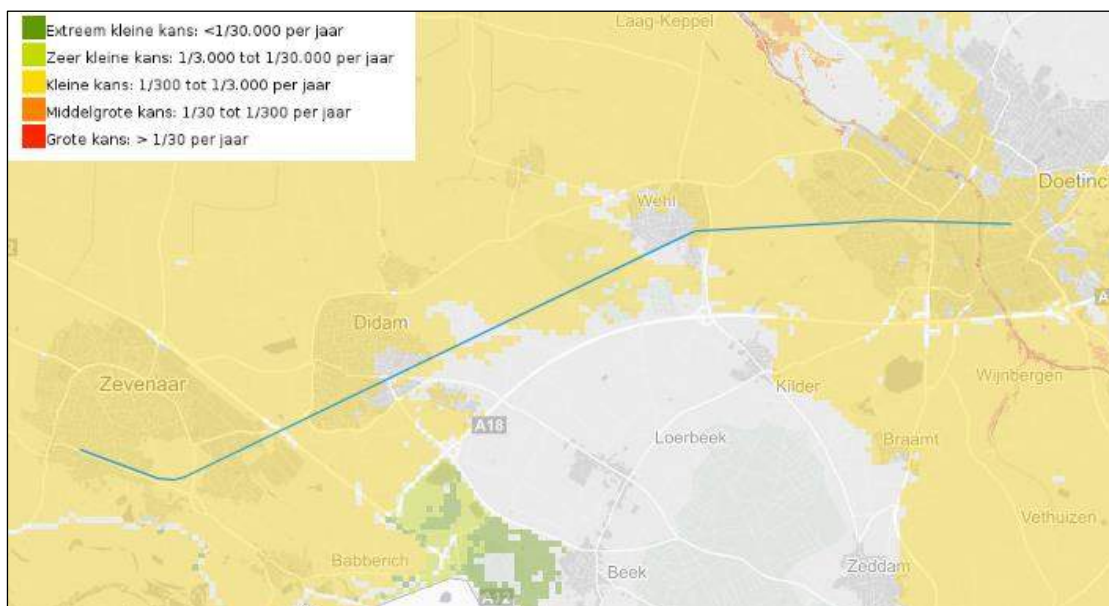 Extreem kleine kans: <1/30.000 per jaar
Zeer kleine kans: 1/3.000 tot 1/30.000 per jaar
Kleine kans: 1/300 tot 1/3.000 per jaar
Middelgrote kans: 1/30 tot 1/300 per jaar
Grote kans: > 1/30 per jaar
Laag-Keppel
Doetinc
Wehl
A
Didam
Zevenaar
Wijnbergen
Kilder
A18
Loerbeek
Braamt
Vethuizen
Babberich
Beek
Zeddam
A12